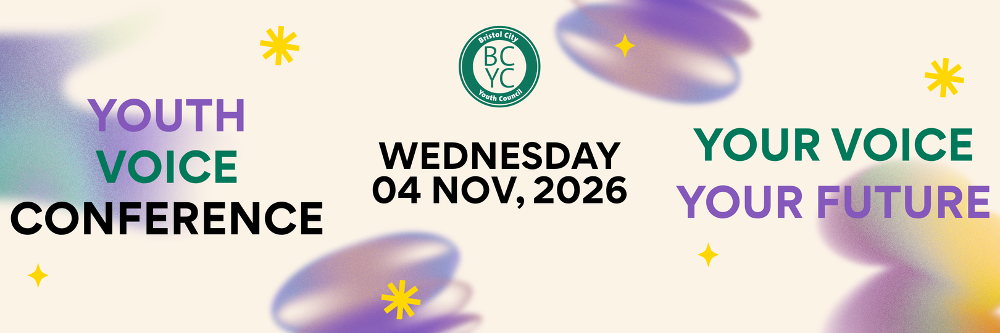 YOUTH
VOICE
CONFERENCE
Bristol City
BC
YC
Youth Council
WEDNESDAY
04 NOV, 2026
YOUR VOICE
YOUR FUTURE